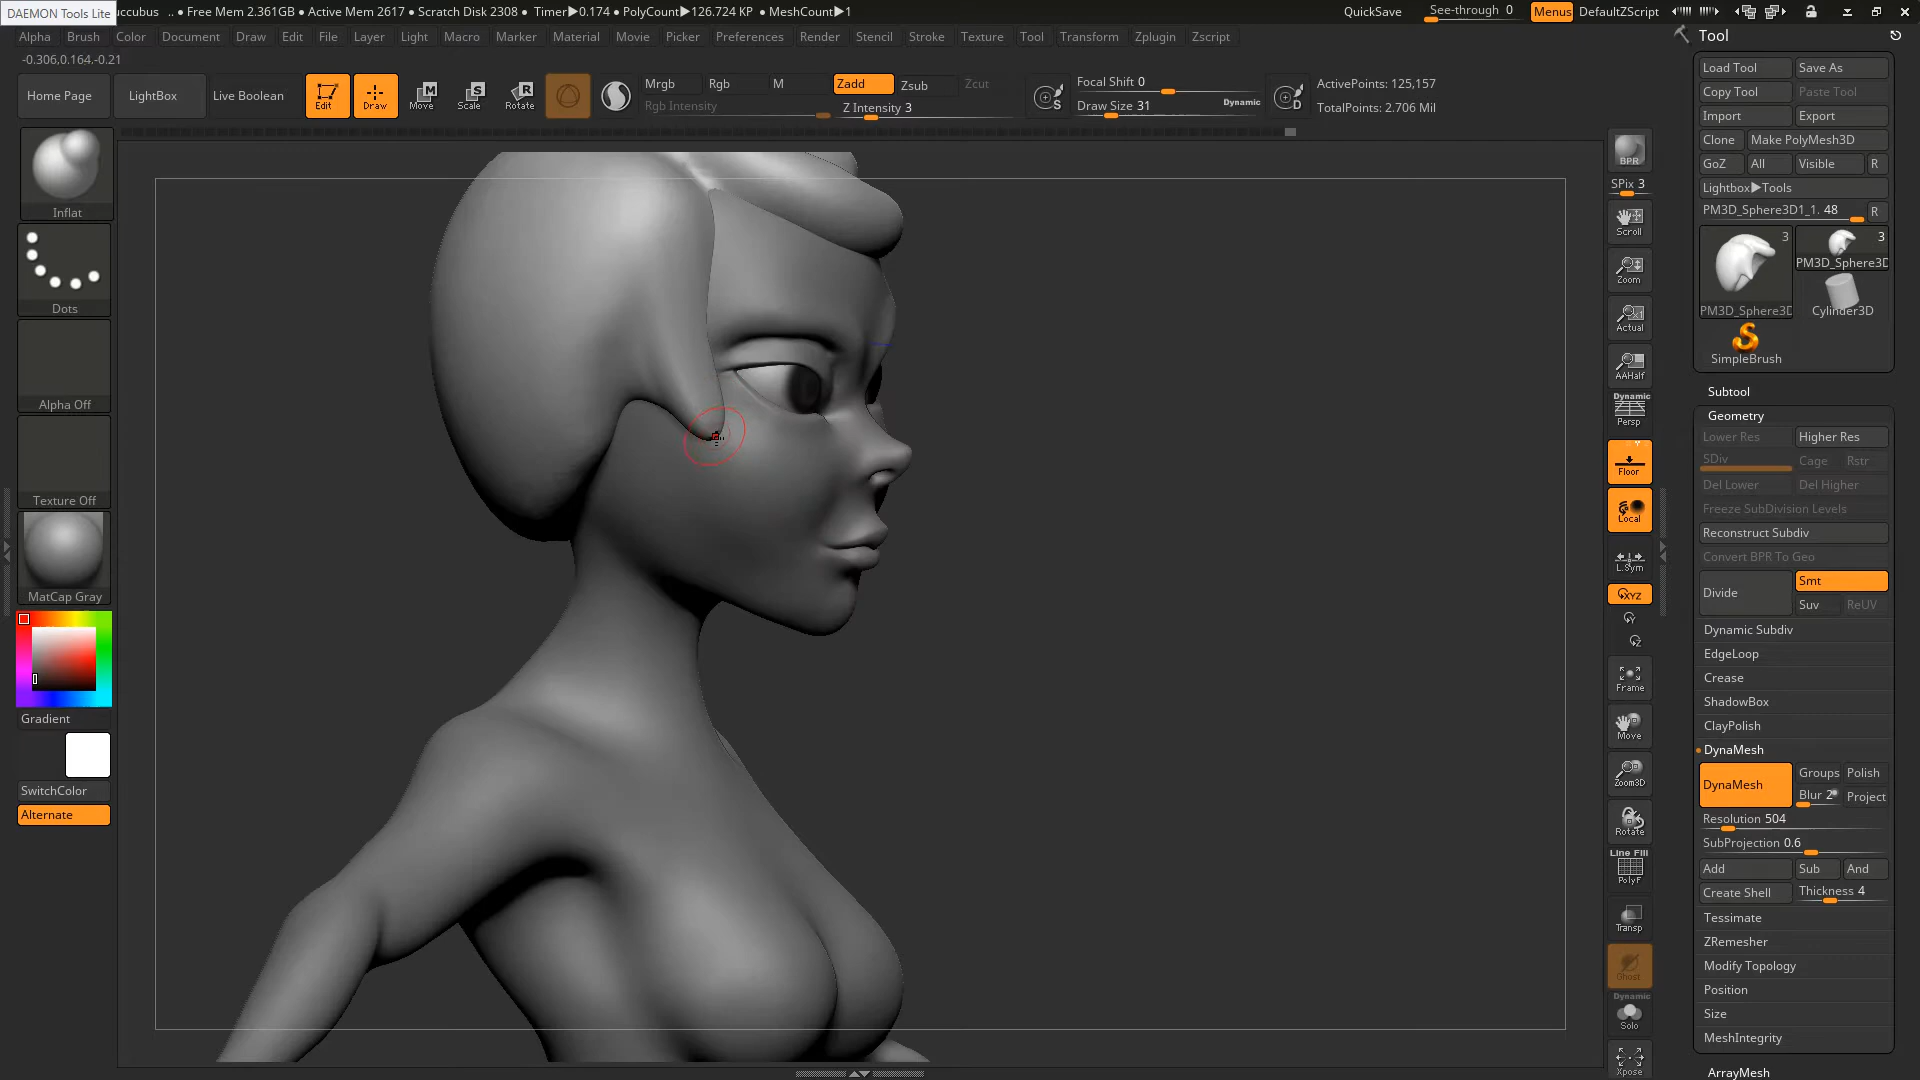 DAEMON Tools Lite
ccubus .. ● Free Mem 2.361GB ● Active Mem 2617 ● Scratch Disk 2308 ● Timer▶0.174 ● PolyCount▶126.724 KP ● MeshCount▶1
QuickSave See-through 0 Menus DefaultZScript
Alpha Brush Color Document Draw Edit File Layer Light Macro Marker Material Movie Picker Preferences Render Stencil Stroke Texture Tool Transform Zplugin Zscript
-0.306,0.164,-0.21
Home Page LightBox Live Boolean Edit Draw Move Scale Rotate
Mrgb Rgb M Zadd Zsub Zcut
Rgb Intensity Z Intensity 3
S Focal Shift 0
Draw Size 31 Dynamic
D ActivePoints: 125,157
TotalPoints: 2.706 Mil
Inflat
Dots
Alpha Off
Texture Off
MatCap Gray
Gradient
SwitchColor
Alternate
BPR
SPix 3
Scroll
Zoom
Actual
AAHalf
Dynamic
Persp
Floor
Local
L.Sym
XYZ
Y
Z
Frame
Move
Zoom3D
Rotate
Line Fill
PolyF
Transp
Ghost
Dynamic
Solo
Xpose
Tool
Load Tool Save As
Copy Tool Paste Tool
Import Export
Clone Make PolyMesh3D
GoZ All Visible R
Lightbox▶Tools
PM3D_Sphere3D1_1. 48 R
3 3
PM3D_Sphere3D
PM3D_Sphere3D Cylinder3D
SimpleBrush
Subtool
Geometry
Lower Res Higher Res
SDiv Cage Rstr
Del Lower Del Higher
Freeze SubDivision Levels
Reconstruct Subdiv
Convert BPR To Geo
Divide Smt
Suv ReUV
Dynamic Subdiv
EdgeLoop
Crease
ShadowBox
ClayPolish
DynaMesh
DynaMesh Groups Polish
Blur 2 Project
Resolution 504
SubProjection 0.6
Add Sub And
Create Shell Thickness 4
Tessimate
ZRemesher
Modify Topology
Position
Size
MeshIntegrity
ArrayMesh